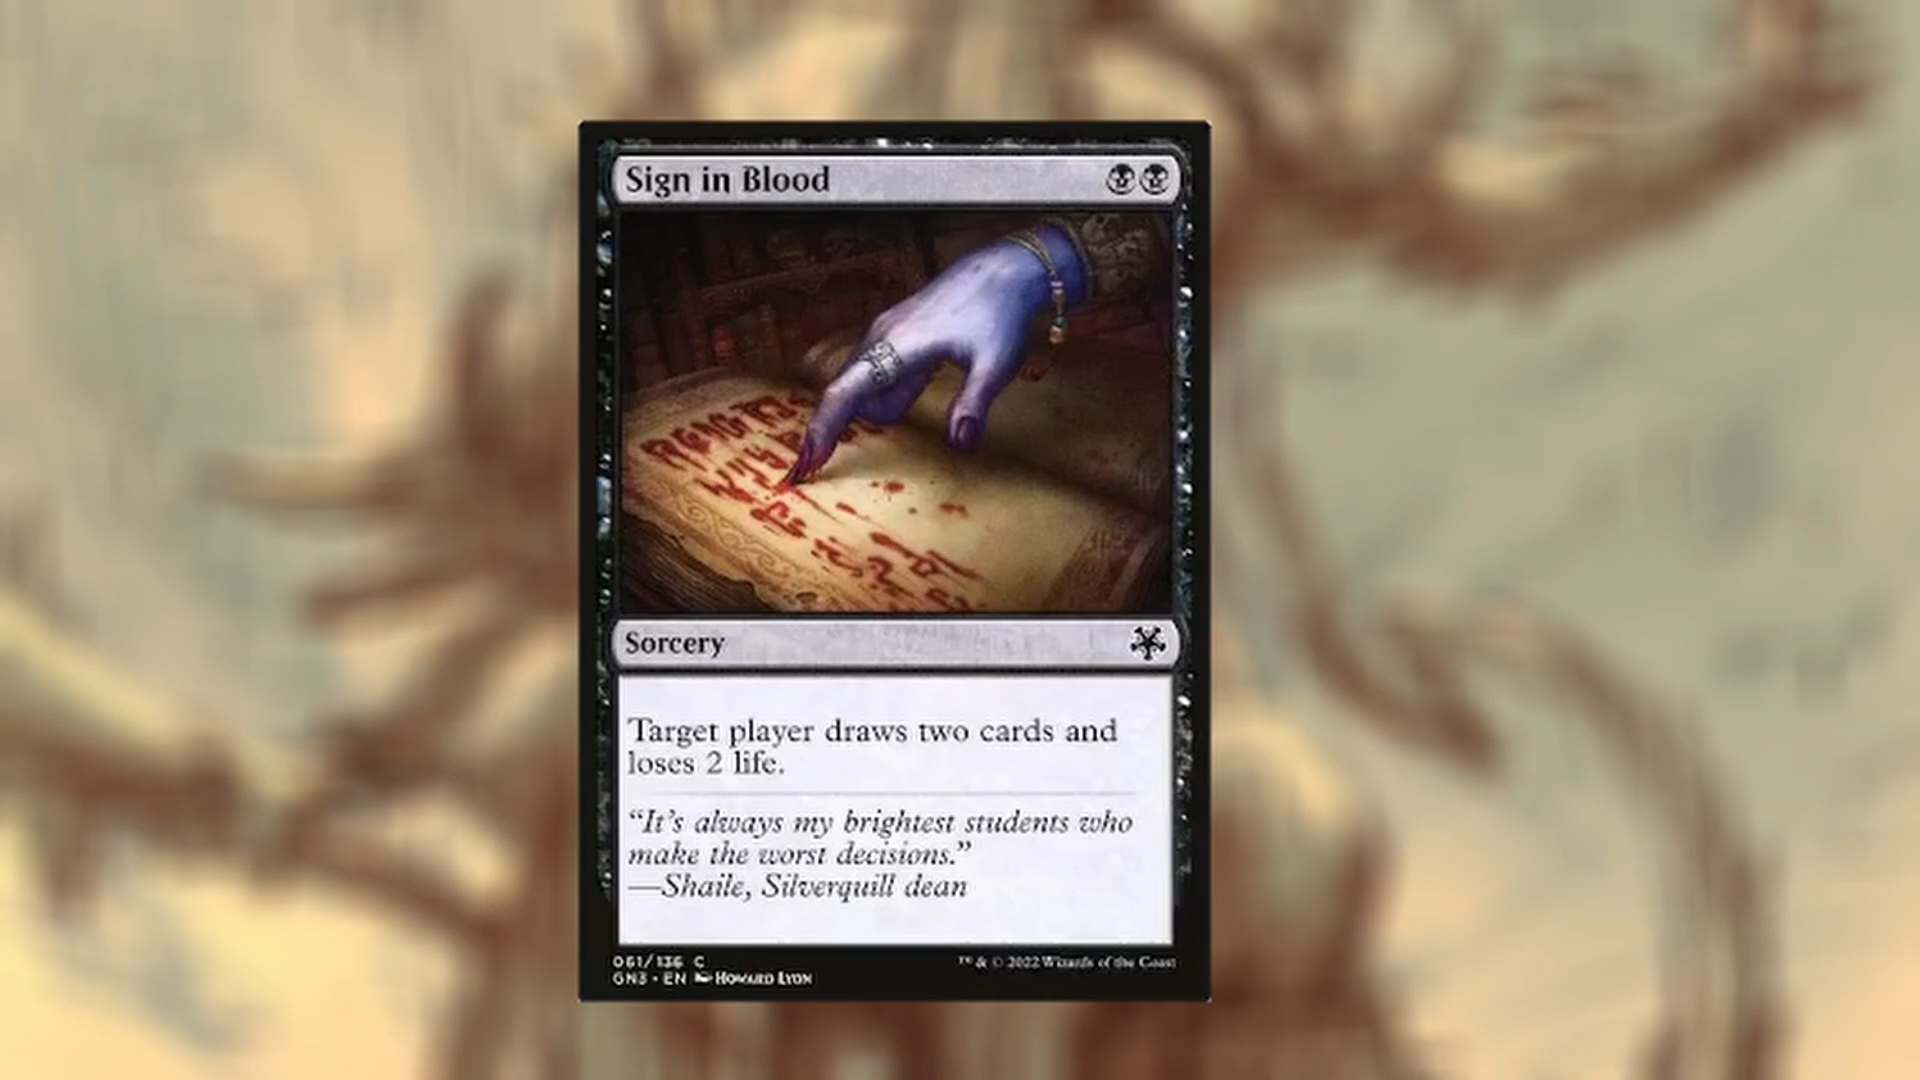 Sign in Blood
Sorcery
Target player draws two cards and
loses 2 life.
“It's always my brightest students who
make the worst decisions.”
—Shaile, Silverquill dean
061/136 C
™ & © 2022 Wizards of the Coast
GN3 • EN Howard Lyon